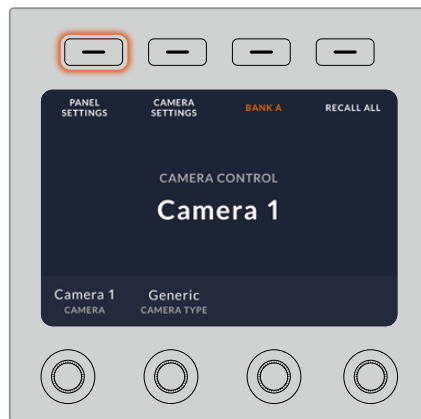 PANEL
SETTINGS
CAMERA
SETTINGS
BANK A
RECALL ALL
CAMERA CONTROL
Camera 1
Camera 1
CAMERA
Generic
CAMERA TYPE